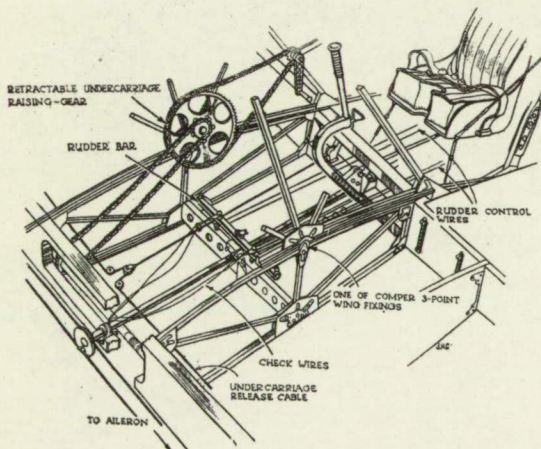 RETRACTABLE UNDERCARRIAGE
RAISING-GEAR
RUDDER BAR
RUDDER CONTROL
WIRES
ONE OF COMPER 3-POINT
WING FIXINGS
CHECK WIRES
UNDERCARRIAGE
RELEASE CABLE
TO AILERON